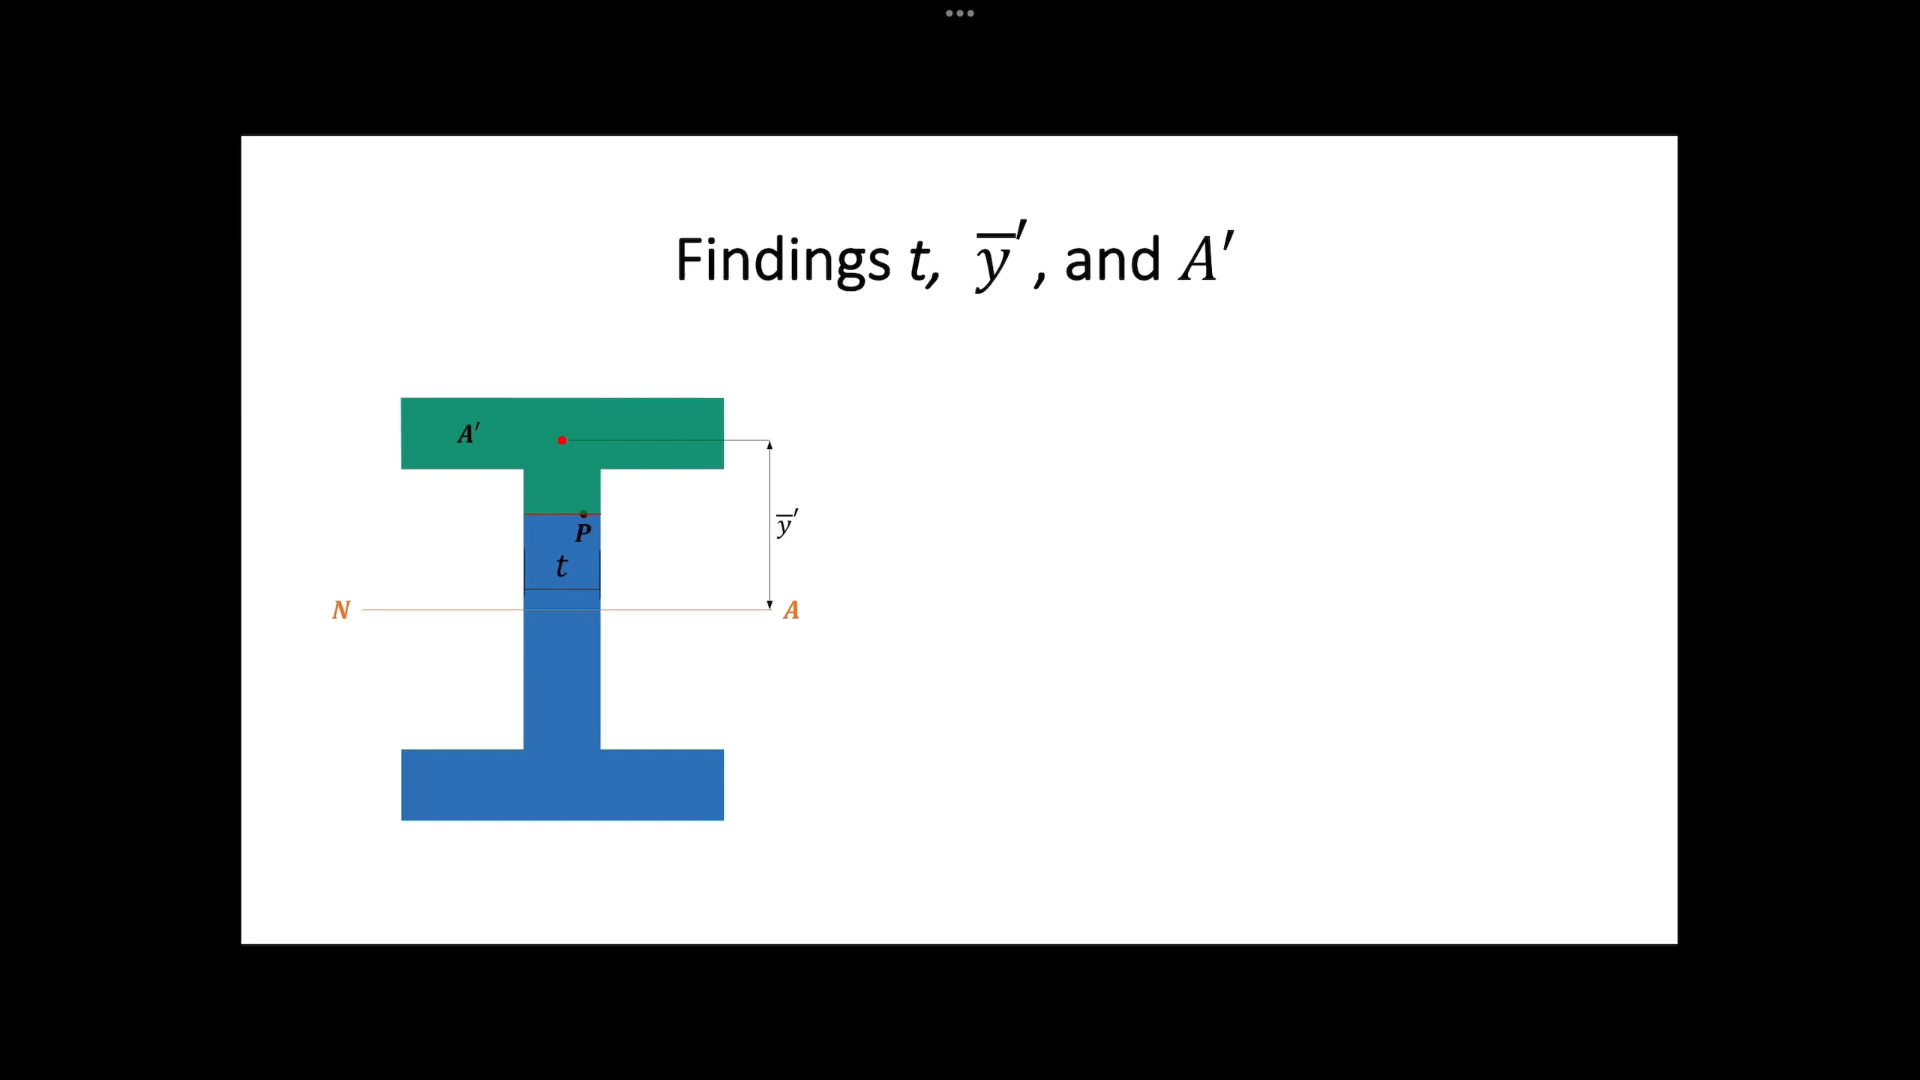 Findings t, y̅′, and A′
A′
P
y̅′
t
N
A